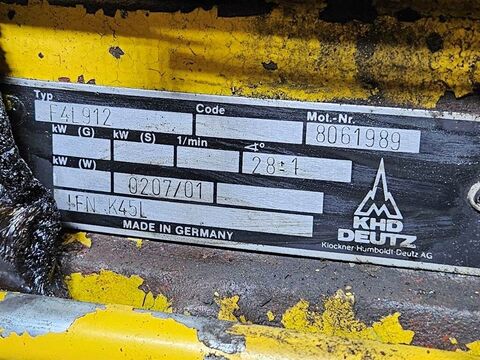 Typ Code Mot.-Nr.
F4L912 8061989
kW (G) kW (S) 1/min
28±1
kW (W)
0207/01
K45L
MADE IN GERMANY
KHD
DEUTZ
Klöckner-Humboldt-Deutz AG